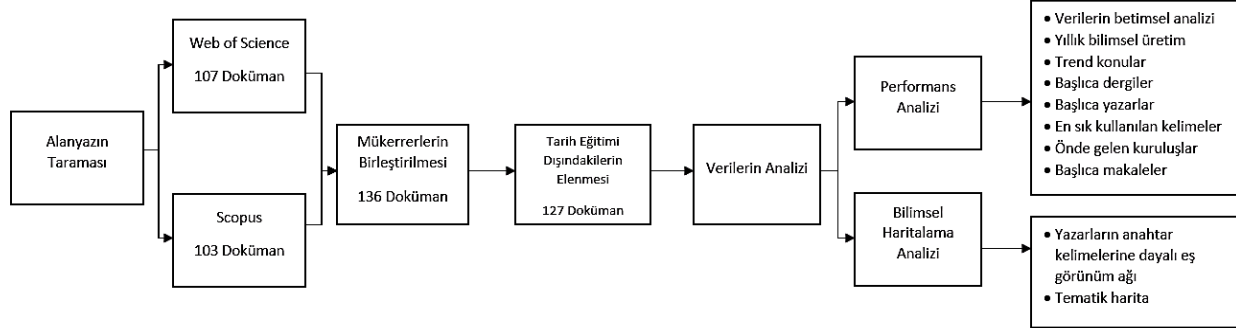 Alanyazın
Taraması
Web of Science
107 Doküman
Scopus
103 Doküman
Mükerrerlerin
Birleştirilmesi
136 Doküman
Tarih Eğitimi
Dışındakilerin
Elenmesi
127 Doküman
Verilerin Analizi
Performans
Analizi
Bilimsel
Haritalama
Analizi
• Verilerin betimsel analizi
• Yıllık bilimsel üretim
• Trend konular
• Başlıca dergiler
• Başlıca yazarlar
• En sık kullanılan kelimeler
• Önde gelen kuruluşlar
• Başlıca makaleler
• Yazarların anahtar
kelimelerine dayalı eş
görünüm ağı
• Tematik harita